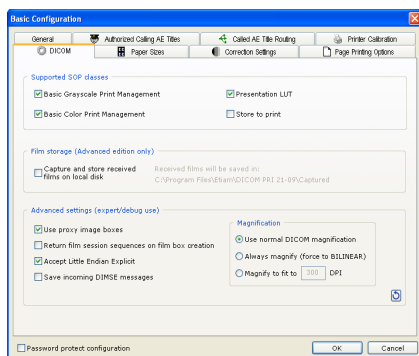 Basic Configuration
General
Authorized Calling AE Titles
Called AE Title Routing
Printer Calibration
DICOM
Paper Sizes
Correction Settings
Page Printing Options
Supported SOP classes
Basic Grayscale Print Management
Presentation LUT
Basic Color Print Management
Store to print
Film storage (Advanced edition only)
Capture and store received
films on local disk
Received films will be saved in:
C:\Program Files\Etiam\DICOM PRI 21-09\Captured
Advanced settings (expert/debug use)
Use proxy image boxes
Return film session sequences on film box creation
Accept Little Endian Explicit
Save incoming DIMSE messages
Magnification
Use normal DICOM magnification
Always magnify (force to BILINEAR)
Magnify to fit to 300 DPI
Password protect configuration
OK
Cancel